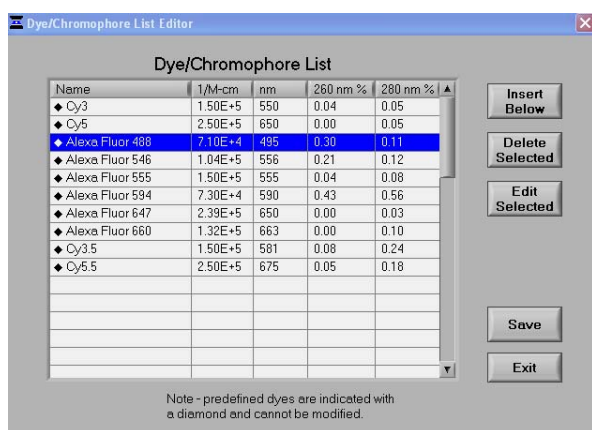 Dye/Chromophore List Editor
Dye/Chromophore List
Name 1/M-cm nm 260 nm % 280 nm %
Cy3 1.50E+5 550 0.04 0.05
Cy5 2.50E+5 650 0.00 0.05
Alexa Fluor 488 7.10E+4 495 0.30 0.11
Alexa Fluor 546 1.04E+5 556 0.21 0.12
Alexa Fluor 555 1.50E+5 555 0.04 0.08
Alexa Fluor 594 7.30E+4 590 0.43 0.56
Alexa Fluor 647 2.39E+5 650 0.00 0.03
Alexa Fluor 660 1.32E+5 663 0.00 0.10
Cy3.5 1.50E+5 581 0.08 0.24
Cy5.5 2.50E+5 675 0.05 0.18
Insert
Below
Delete
Selected
Edit
Selected
Save
Exit
Note - predefined dyes are indicated with
a diamond and cannot be modified.